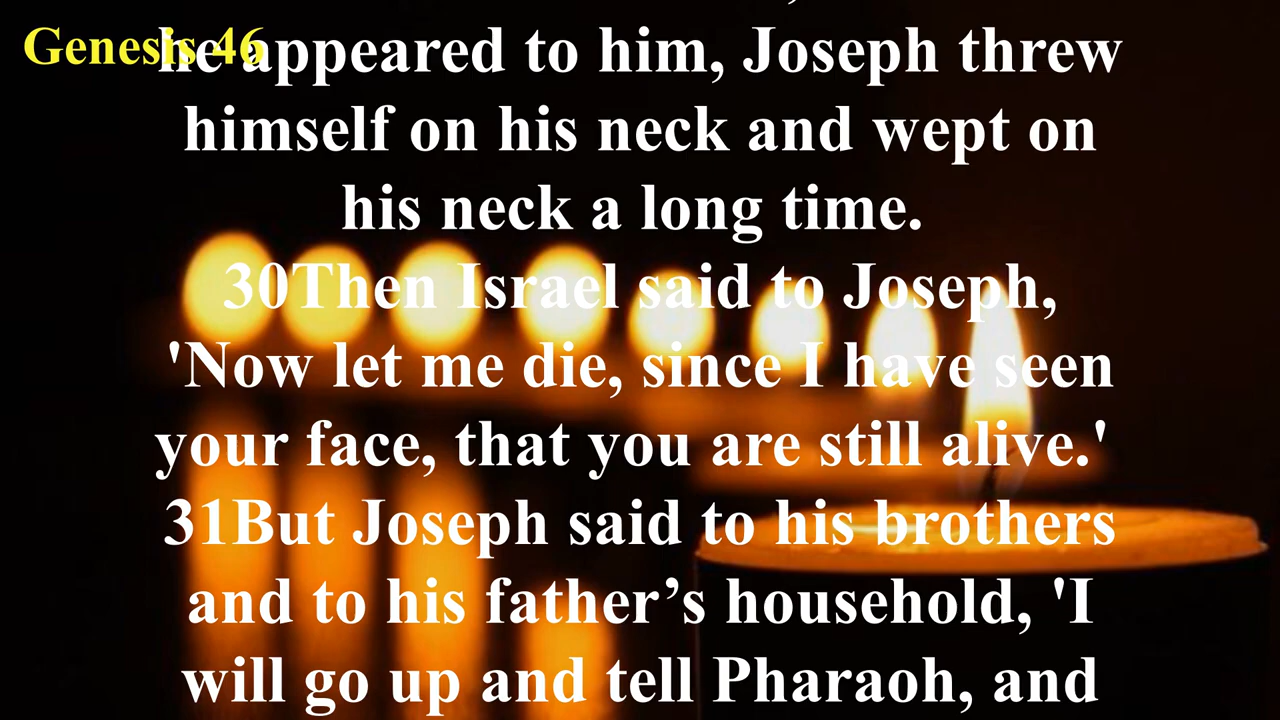 Genesis 46
he appeared to him, Joseph threw
himself on his neck and wept on
his neck a long time.
30Then Israel said to Joseph,
'Now let me die, since I have seen
your face, that you are still alive.'
31But Joseph said to his brothers
and to his father’s household, 'I
will go up and tell Pharaoh, and